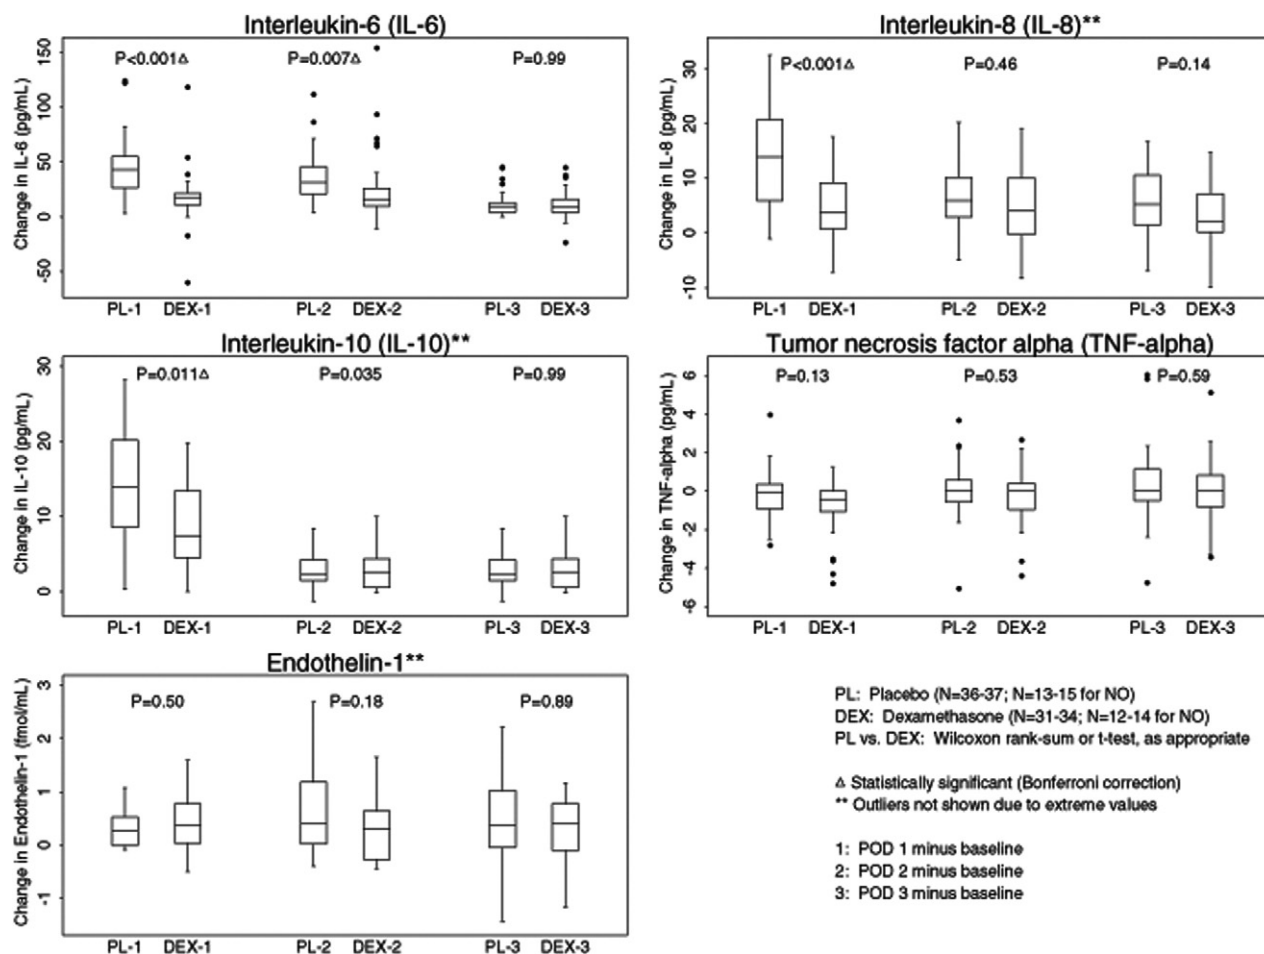 Interleukin-6 (IL-6)
Change in IL-6 (pg/mL)
150
100
50
0
-50
P<0.001Δ
P=0.007Δ
P=0.99
PL-1 DEX-1 PL-2 DEX-2 PL-3 DEX-3
Interleukin-8 (IL-8)**
Change in IL-8 (pg/mL)
30
20
10
0
-10
P<0.001Δ
P=0.46
P=0.14
PL-1 DEX-1 PL-2 DEX-2 PL-3 DEX-3
Interleukin-10 (IL-10)**
Change in IL-10 (pg/mL)
30
20
10
0
P=0.011Δ
P=0.035
P=0.99
PL-1 DEX-1 PL-2 DEX-2 PL-3 DEX-3
Tumor necrosis factor alpha (TNF-alpha)
Change in TNF-alpha (pg/mL)
6
4
2
0
-2
-4
-6
P=0.13
P=0.53
P=0.59
PL-1 DEX-1 PL-2 DEX-2 PL-3 DEX-3
Endothelin-1**
Change in Endothelin-1 (fmol/mL)
3
2
1
0
-1
P=0.50
P=0.18
P=0.89
PL-1 DEX-1 PL-2 DEX-2 PL-3 DEX-3
PL: Placebo (N=36-37; N=13-15 for NO)
DEX: Dexamethasone (N=31-34; N=12-14 for NO)
PL vs. DEX: Wilcoxon rank-sum or t-test, as appropriate
Δ Statistically significant (Bonferroni correction)
** Outliers not shown due to extreme values
1: POD 1 minus baseline
2: POD 2 minus baseline
3: POD 3 minus baseline